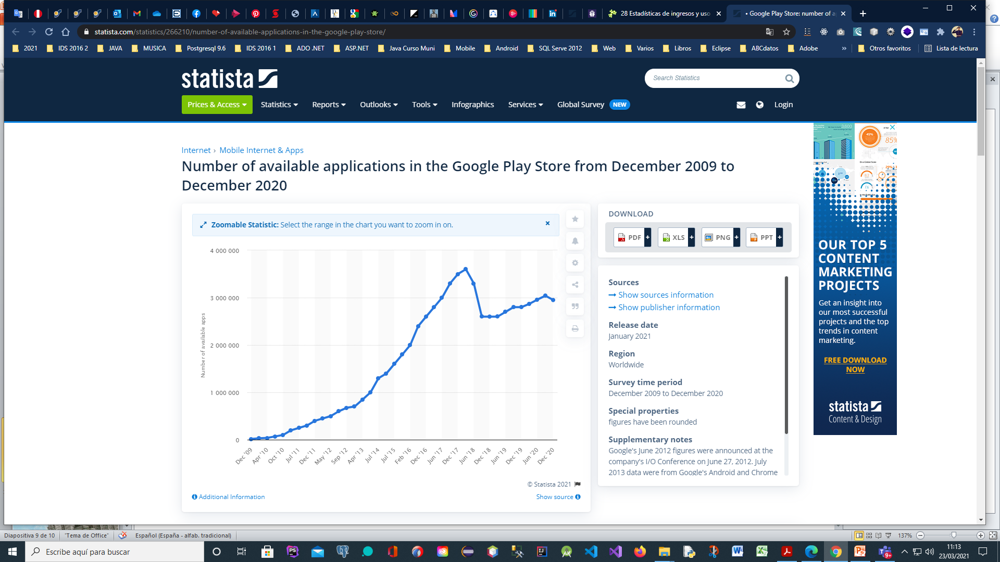 28 Estadísticas de ingresos y uso
• Google Play Store: number of a
statista.com/statistics/266210/number-of-available-applications-in-the-google-play-store/
2021
IDS 2016 2
JAVA
MUSICA
Postgresql 9.6
IDS 2016 1
ADO .NET
ASP.NET
Java Curso Muni
Mobile
Android
SQL Serve 2012
Web
Varios
Libros
Eclipse
ABCdatos
Adobe
»
Otros favoritos
Lista de lectura
statista
Search Statistics
Prices & Access
Statistics
Reports
Outlooks
Tools
Infographics
Services
Global Survey
NEW
Login
Internet › Mobile Internet & Apps
Number of available applications in the Google Play Store from December 2009 to
December 2020
Zoomable Statistic: Select the range in the chart you want to zoom in on.
Number of available apps
4 000 000
3 000 000
2 000 000
1 000 000
0
Dec '09
Apr '10
Oct '10
Jul '11
Dec '11
May '12
Sep '12
Apr '13
Jul '14
Jul '15
Feb '16
Dec '16
Jun '17
Dec '17
Jun '18
Dec '18
Jun '19
Dec '19
Jun '20
Dec '20
© Statista 2021
Additional Information
Show source
DOWNLOAD
PDF +
XLS +
PNG +
PPT +
Sources
Show sources information
Show publisher information
Release date
January 2021
Region
Worldwide
Survey time period
December 2009 to December 2020
Special properties
figures have been rounded
Supplementary notes
Google's June 2012 figures were announced at the
company's I/O Conference on June 27, 2012. July
2013 data were from Google's Android and Chrome
3,600
45%
85%
OUR TOP 5
CONTENT
MARKETING
PROJECTS
Get an insight into
our most successful
projects and the top
trends in content
marketing.
FREE DOWNLOAD
NOW
statista
Content & Design
Diapositiva 9 de 10
"Tema de Office"
Español (España - alfab. tradicional)
137%
Escribe aquí para buscar
9+
11:13
23/03/2021